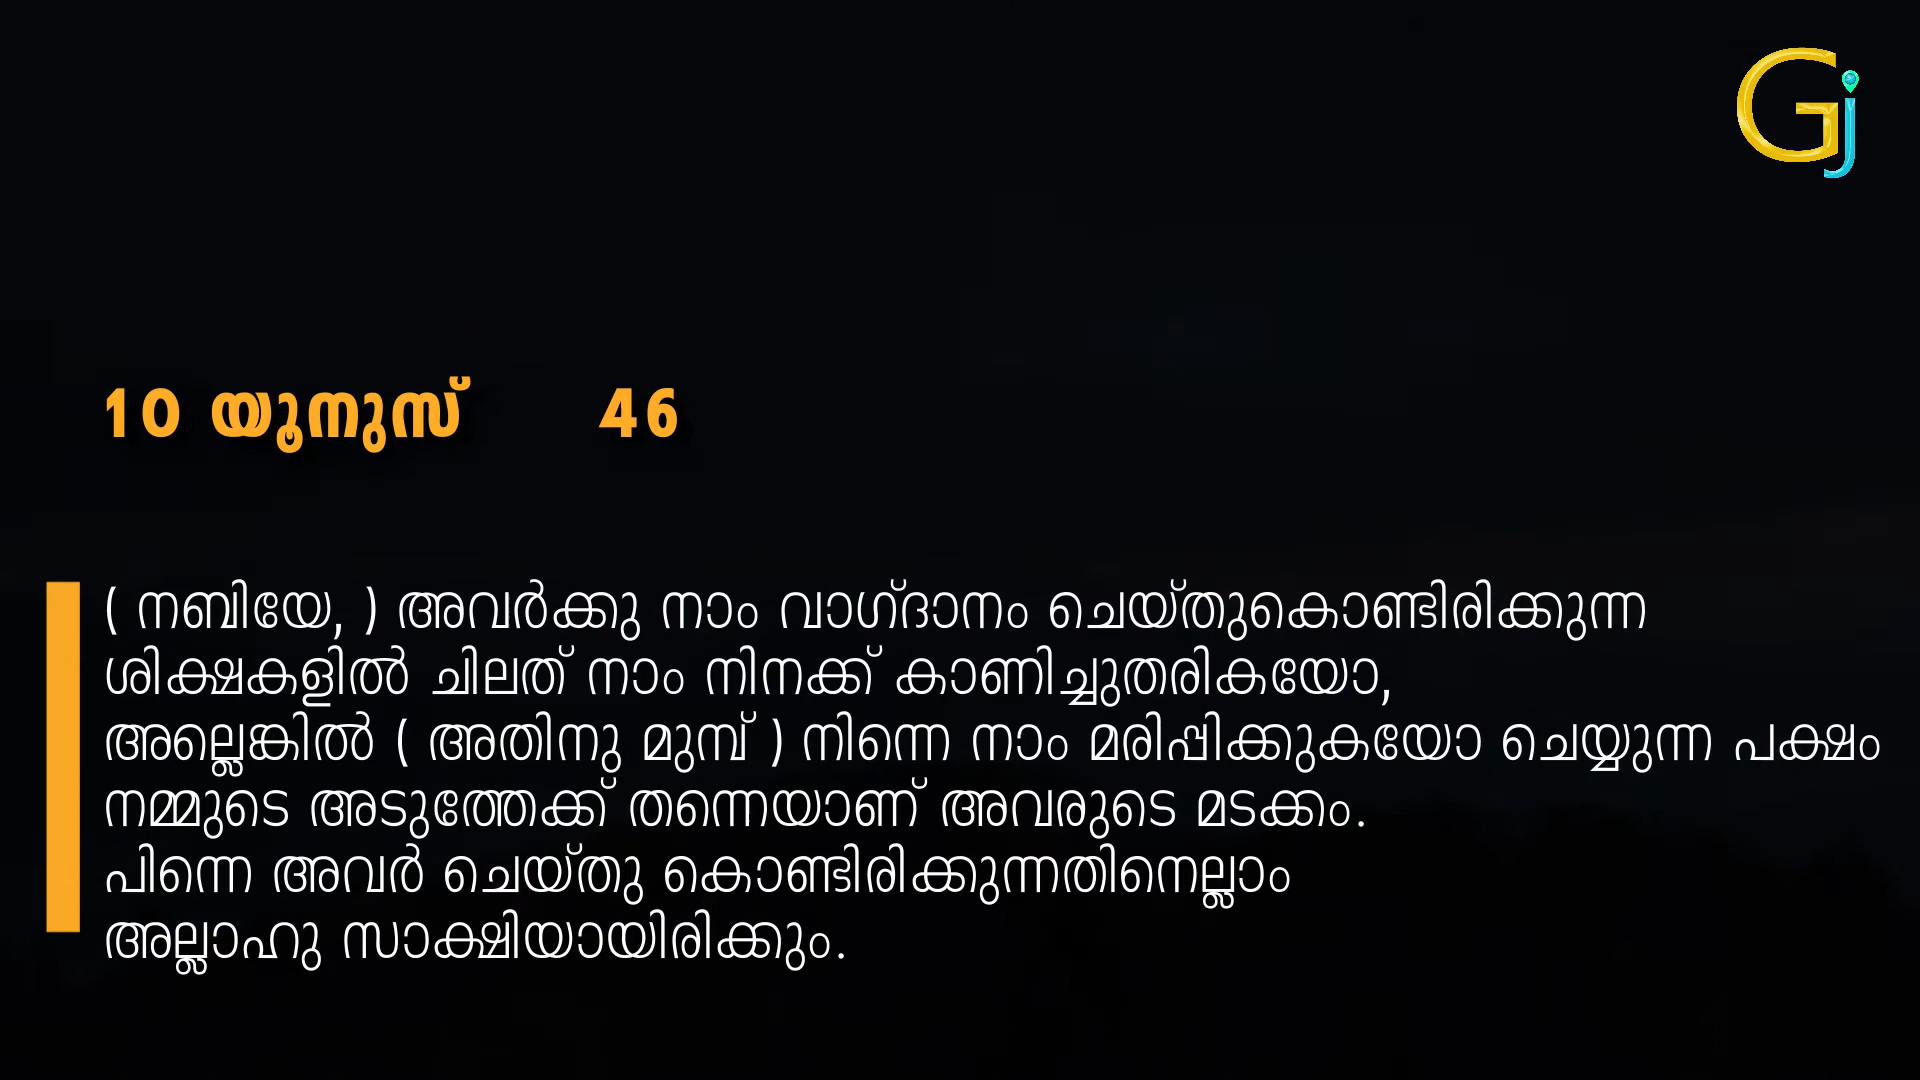 Gj
10 യൂനുസ് 46
( നബിയേ, ) അവർക്കു നാം വാഗ്ദാനം ചെയ്തുകൊണ്ടിരിക്കുന്ന
ശിക്ഷകളിൽ ചിലത് നാം നിനക്ക് കാണിച്ചുതരികയോ,
അല്ലെങ്കിൽ ( അതിനു മുമ്പ് ) നിന്നെ നാം മരിപ്പിക്കുകയോ ചെയ്യുന്ന പക്ഷം
നമ്മുടെ അടുത്തേക്ക് തന്നെയാണ് അവരുടെ മടക്കം.
പിന്നെ അവർ ചെയ്തു കൊണ്ടിരിക്കുന്നതിനെല്ലാം
അല്ലാഹു സാക്ഷിയായിരിക്കും.